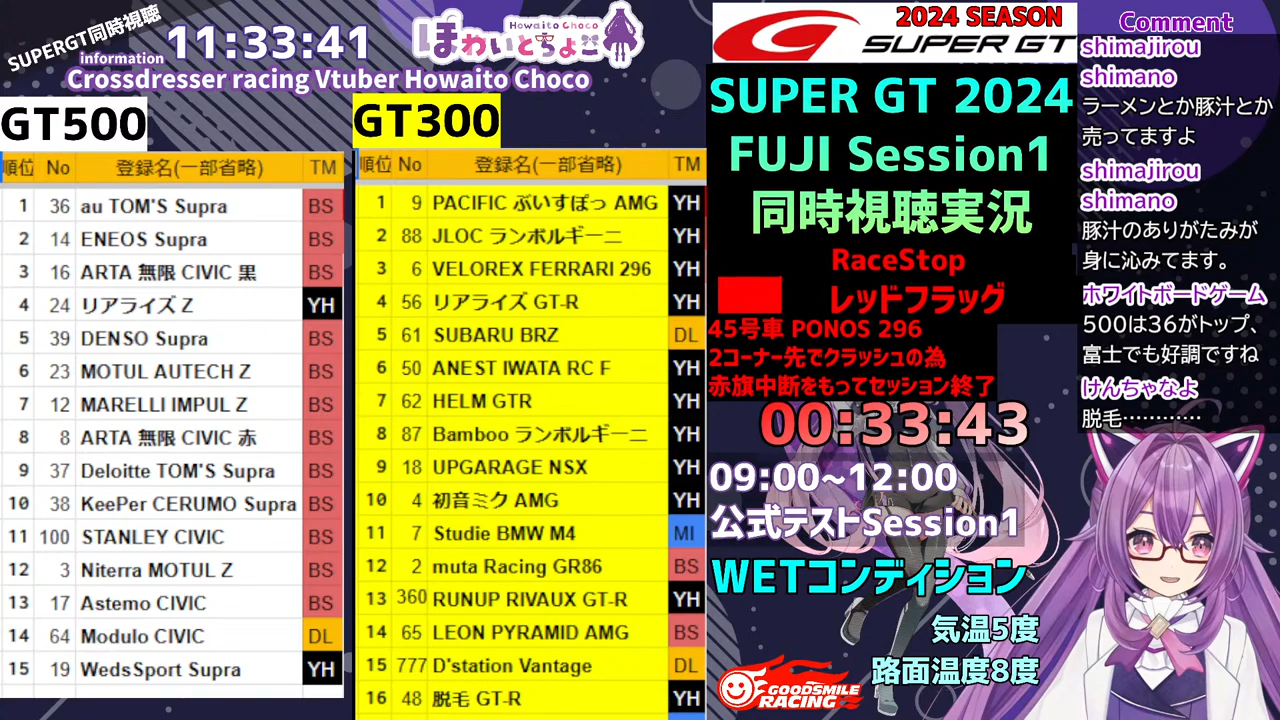 SUPERGT同時視聴
information
11:33:41
Howaito Choco
ほわいとちょこ
Crossdresser racing Vtuber Howaito Choco
GT500
順位 No 登録名(一部省略) TM
1 36 au TOM'S Supra BS
2 14 ENEOS Supra BS
3 16 ARTA 無限 CIVIC 黒 BS
4 24 リアライズ Z YH
5 39 DENSO Supra BS
6 23 MOTUL AUTECH Z BS
7 12 MARELLI IMPUL Z BS
8 8 ARTA 無限 CIVIC 赤 BS
9 37 Deloitte TOM'S Supra BS
10 38 KeePer CERUMO Supra BS
11 100 STANLEY CIVIC BS
12 3 Niterra MOTUL Z BS
13 17 Astemo CIVIC BS
14 64 Modulo CIVIC DL
15 19 WedsSport Supra YH
GT300
順位 No 登録名(一部省略) TM
1 9 PACIFIC ぶいすぽっ AMG YH
2 88 JLOC ランボルギーニ YH
3 6 VELOREX FERRARI 296 YH
4 56 リアライズ GT-R YH
5 61 SUBARU BRZ DL
6 50 ANEST IWATA RC F YH
7 62 HELM GTR YH
8 87 Bamboo ランボルギーニ YH
9 18 UPGARAGE NSX YH
10 4 初音ミク AMG YH
11 7 Studie BMW M4 MI
12 2 muta Racing GR86 BS
13 360 RUNUP RIVAUX GT-R YH
14 65 LEON PYRAMID AMG BS
15 777 D'station Vantage DL
16 48 脱毛 GT-R YH
2024 SEASON
SUPER GT
SUPER GT 2024
FUJI Session1
同時視聴実況
RaceStop
レッドフラッグ
45号車 PONOS 296
2コーナー先でクラッシュの為
赤旗中断をもってセッション終了
00:33:43
09:00~12:00
公式テストSession1
WETコンディション
気温5度
路面温度8度
GOODSMILE
RACING
Comment
shimajirou
shimano
ラーメンとか豚汁とか
売ってますよ
shimajirou
shimano
豚汁のありがたみが
身に沁みてます。
ホワイトボードゲーム
500は36がトップ、
富士でも好調ですね
けんちゃなよ
脱毛…………